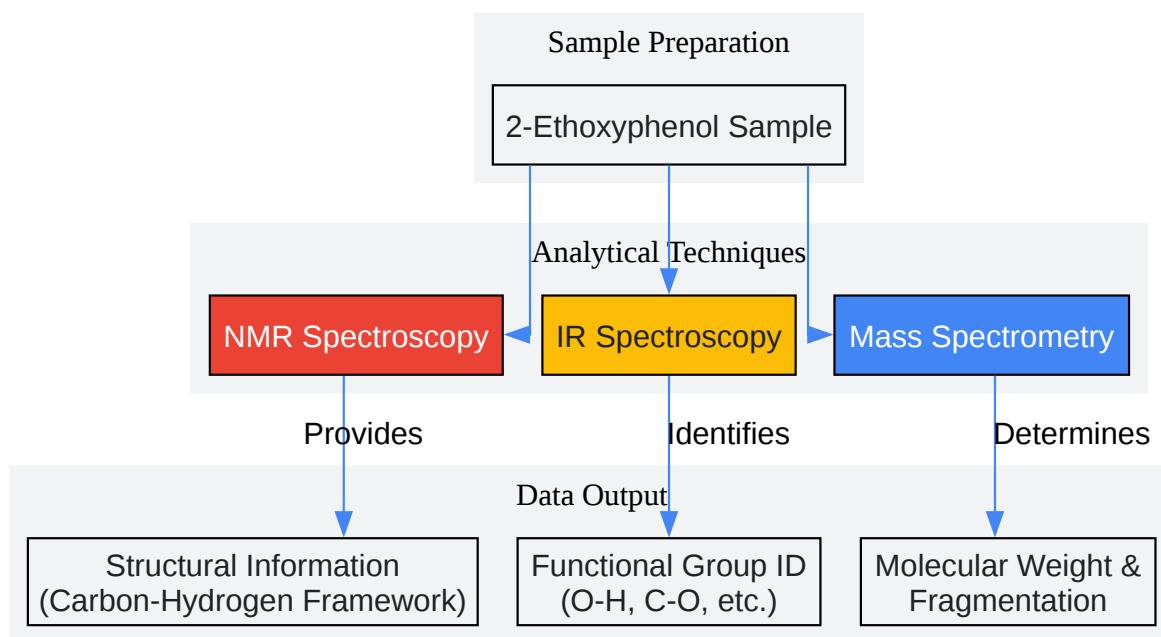 Sample Preparation
2-Ethoxyphenol Sample
Analytical Techniques
NMR Spectroscopy
IR Spectroscopy
Mass Spectrometry
Provides
Identifies
Determines
Data Output
Structural Information
(Carbon-Hydrogen Framework)
Functional Group ID
(O-H, C-O, etc.)
Molecular Weight &
Fragmentation